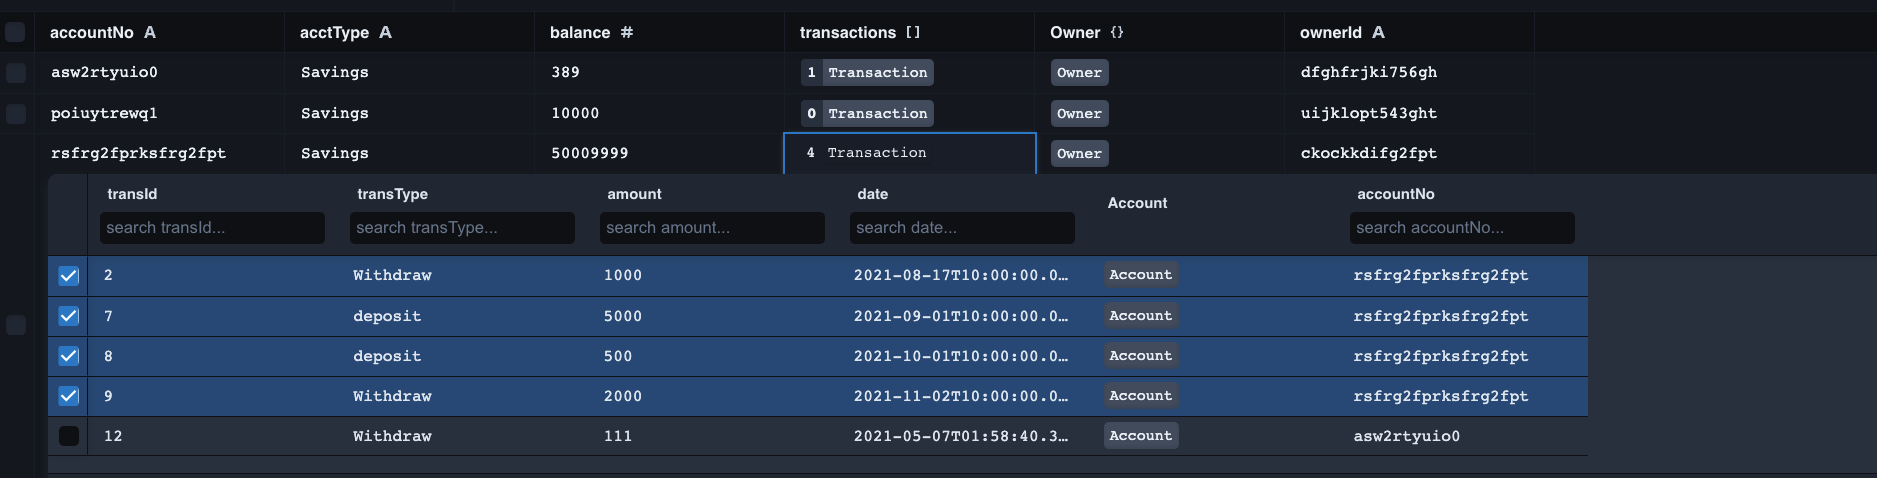 accountNo A acctType A balance # transactions [] Owner {} ownerId A
asw2rtyuio0 Savings 389 1 Transaction Owner dfghfrjki756gh
poiuytrewq1 Savings 10000 0 Transaction Owner uijklopt543ght
rsfrg2fprksfrg2fpt Savings 50009999 4 Transaction Owner ckockkdifg2fpt
transId transType amount date Account accountNo
search transId... search transType... search amount... search date... search accountNo...
2 Withdraw 1000 2021-08-17T10:00:00.0… Account rsfrg2fprksfrg2fpt
7 deposit 5000 2021-09-01T10:00:00.0… Account rsfrg2fprksfrg2fpt
8 deposit 500 2021-10-01T10:00:00.0… Account rsfrg2fprksfrg2fpt
9 Withdraw 2000 2021-11-02T10:00:00.0… Account rsfrg2fprksfrg2fpt
12 Withdraw 111 2021-05-07T01:58:40.3… Account asw2rtyuio0